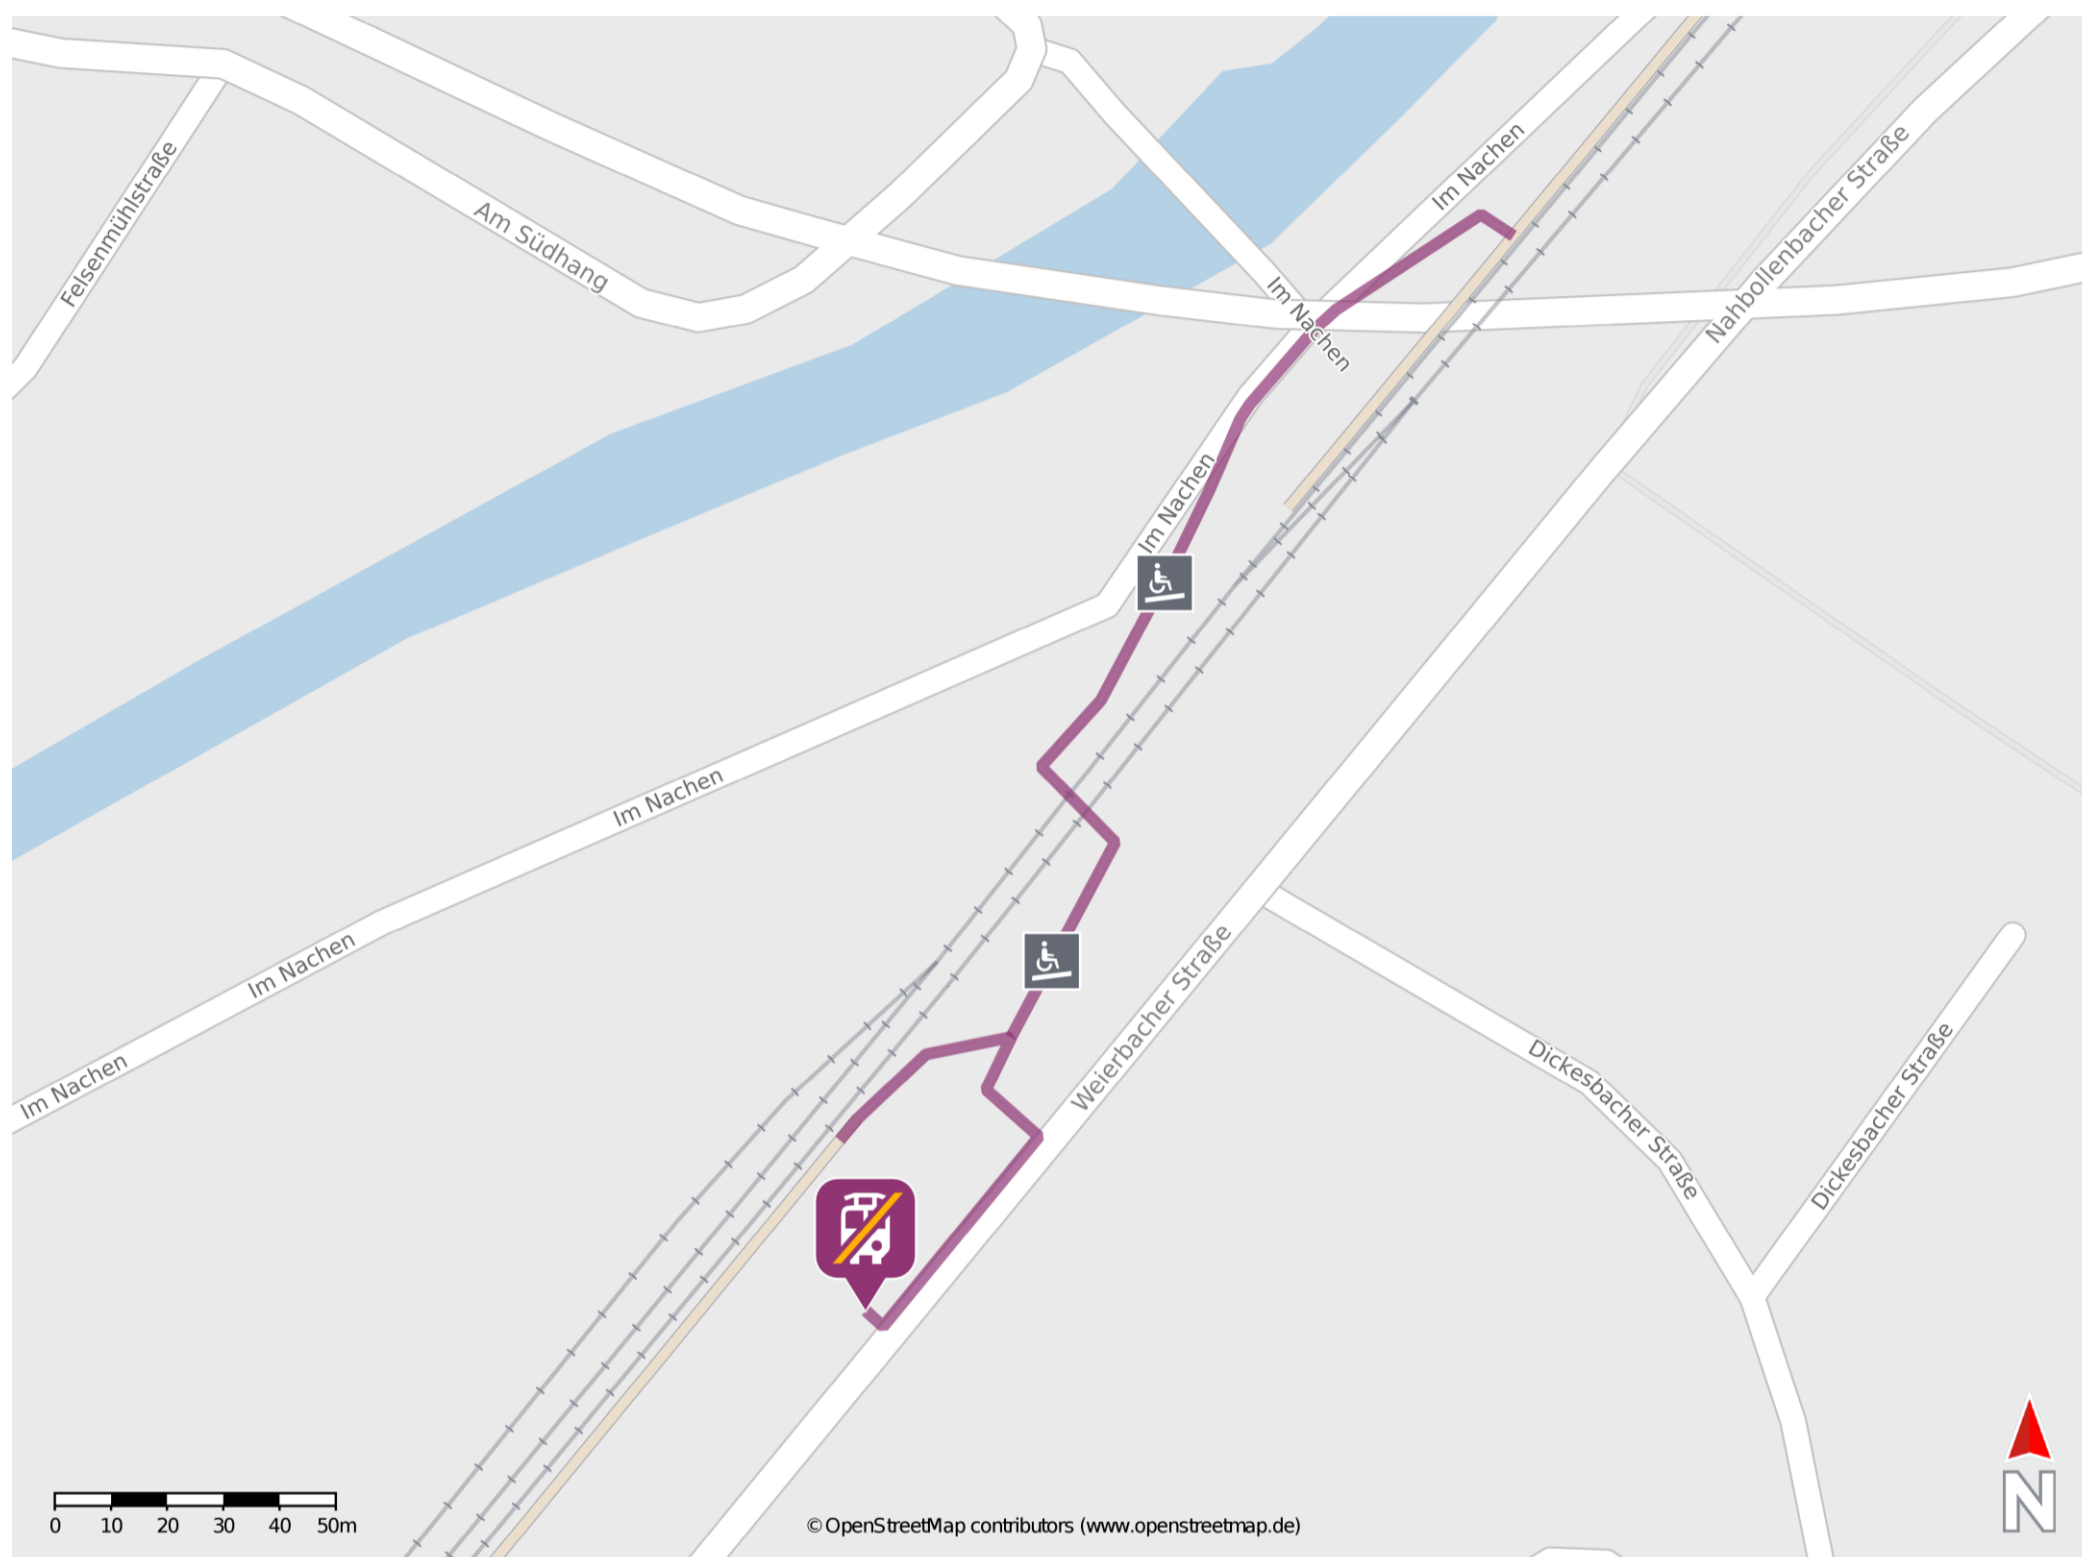 Im Nachen
Nahbollenbacher Straße
Felsenmühlstraße
Am Südhang
Im Nachen
Im Nachen
Im Nachen
Im Nachen
Weierbacher Straße
Im Nachen
Dickesbacher Straße
Dickesbacher Straße
N
0 10 20 30 40 50m
© OpenStreetMap contributors (www.openstreetmap.de)